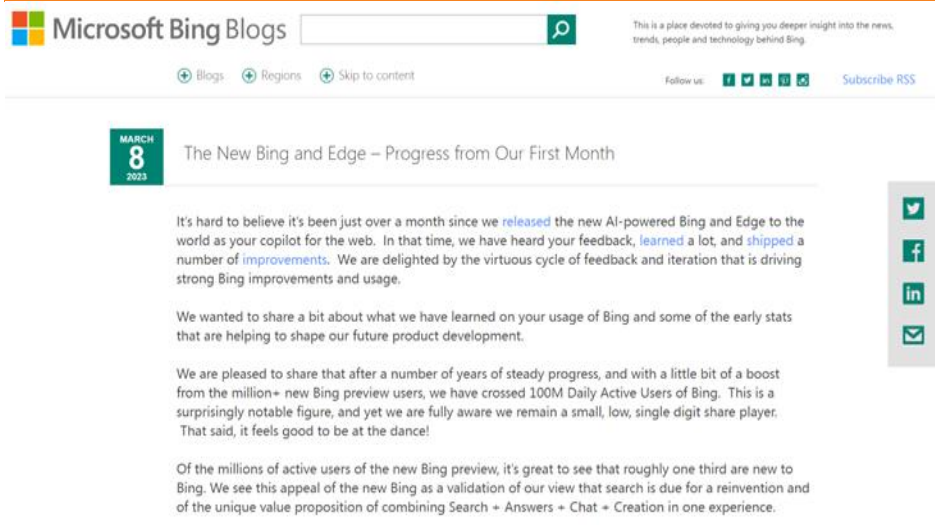 Microsoft Bing Blogs
This is a place devoted to giving you deeper insight into the news,
trends, people and technology behind Bing.
Blogs Regions Skip to content
Follow us:
Subscribe RSS
MARCH
8
2023
The New Bing and Edge – Progress from Our First Month
It's hard to believe it's been just over a month since we released the new AI-powered Bing and Edge to the
world as your copilot for the web. In that time, we have heard your feedback, learned a lot, and shipped a
number of improvements. We are delighted by the virtuous cycle of feedback and iteration that is driving
strong Bing improvements and usage.
We wanted to share a bit about what we have learned on your usage of Bing and some of the early stats
that are helping to shape our future product development.
We are pleased to share that after a number of years of steady progress, and with a little bit of a boost
from the million+ new Bing preview users, we have crossed 100M Daily Active Users of Bing. This is a
surprisingly notable figure, and yet we are fully aware we remain a small, low, single digit share player.
That said, it feels good to be at the dance!
Of the millions of active users of the new Bing preview, it's great to see that roughly one third are new to
Bing. We see this appeal of the new Bing as a validation of our view that search is due for a reinvention and
of the unique value proposition of combining Search + Answers + Chat + Creation in one experience.